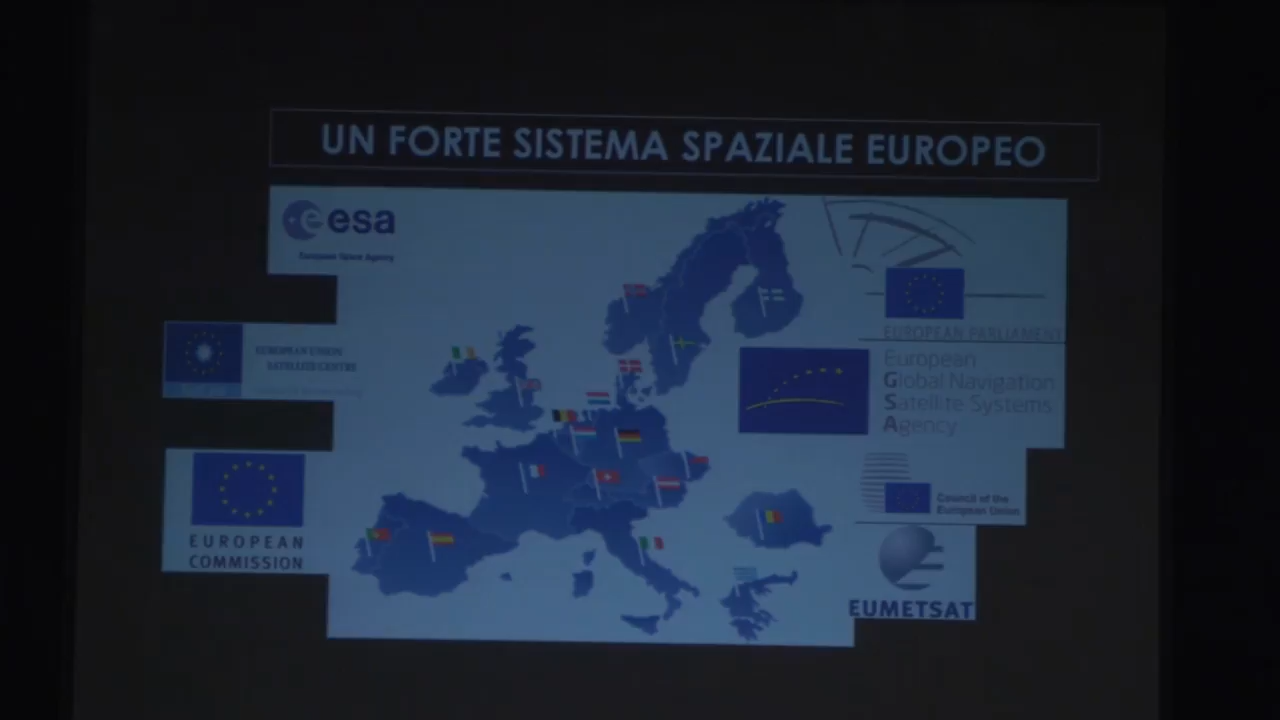 UN FORTE SISTEMA SPAZIALE EUROPEO
esa
European Space Agency
EUROPEAN UNION
SATELLITE CENTRE
EUROPEAN
COMMISSION
EUROPEAN PARLIAMENT
European
Global Navigation
Satellite Systems
Agency
Council of the
European Union
EUMETSAT